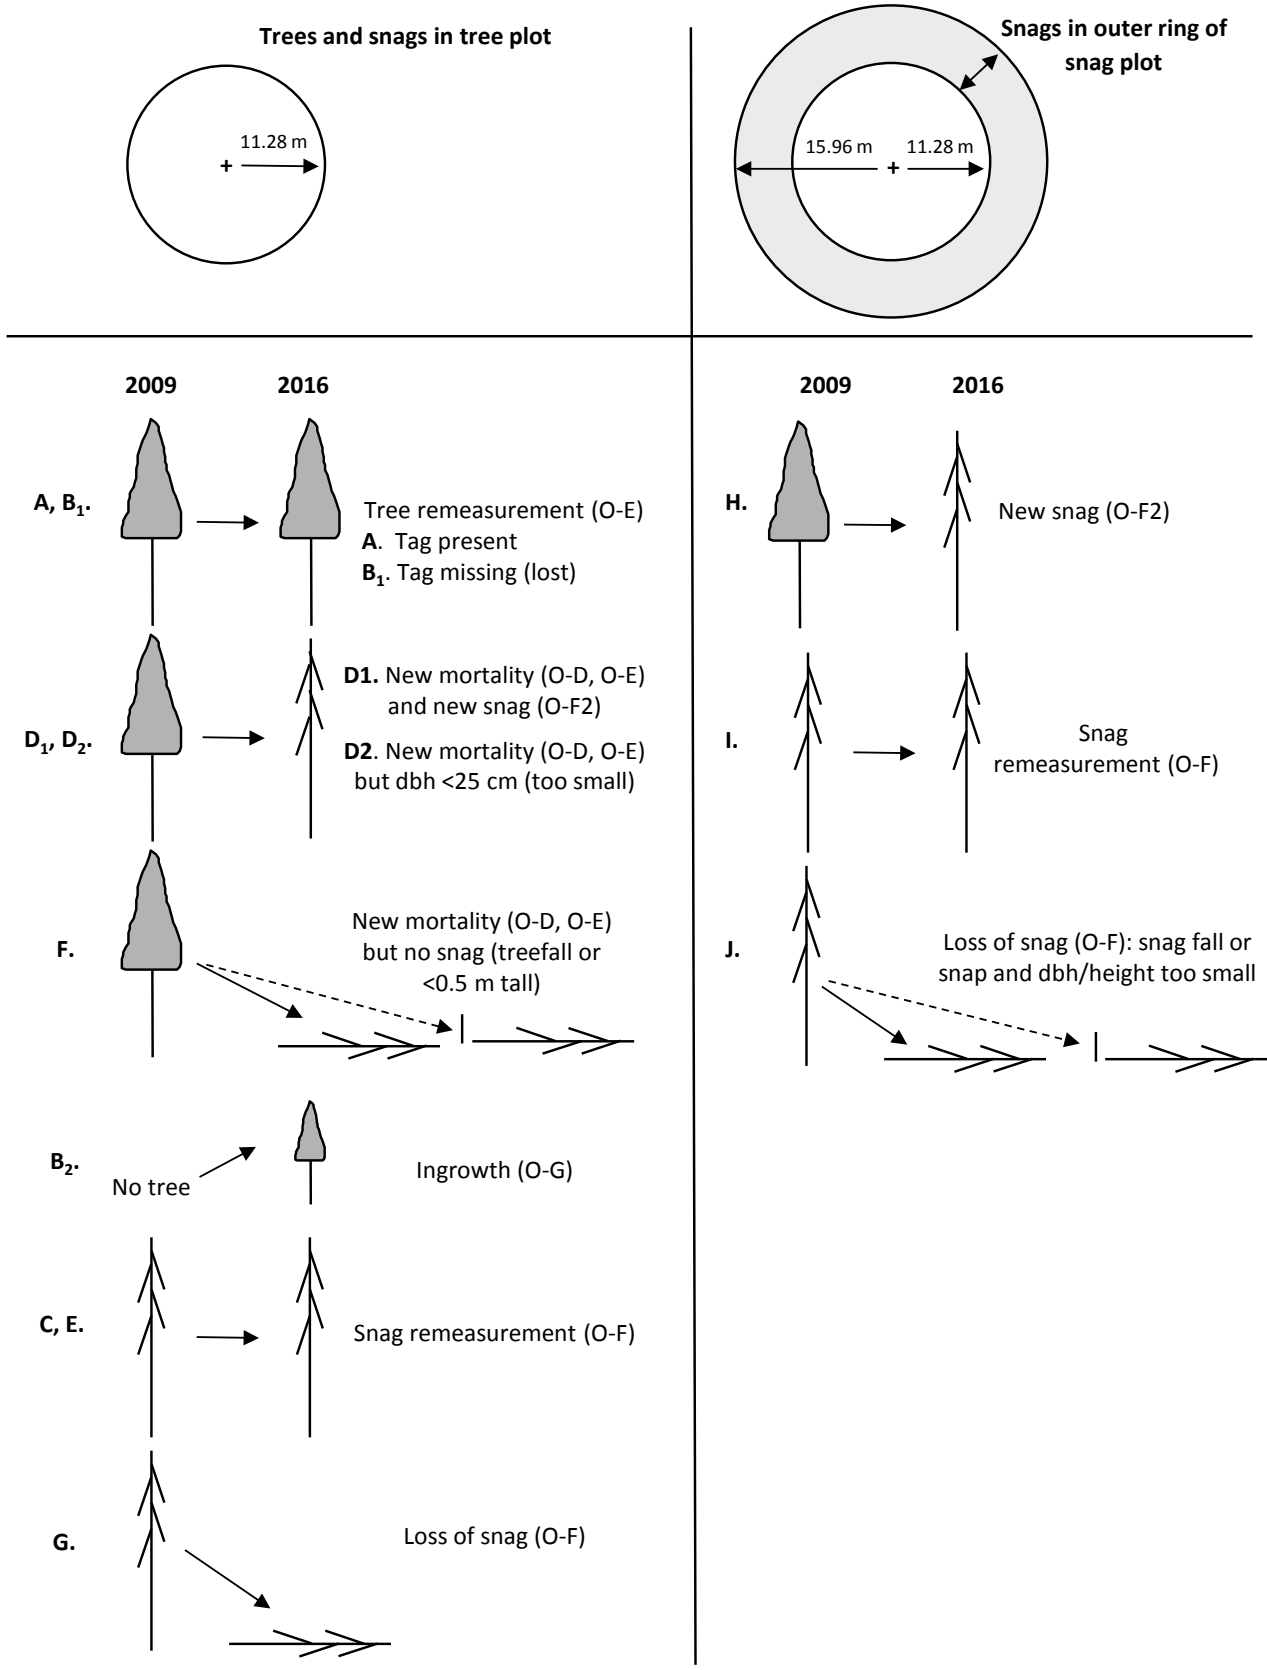 Trees and snags in tree plot
11.28 m
+
Snags in outer ring of
snag plot
15.96 m
11.28 m
+
2009
2016
A, B₁.
Tree remeasurement (O-E)
A. Tag present
B₁. Tag missing (lost)
D₁, D₂.
D1. New mortality (O-D, O-E)
and new snag (O-F2)
D2. New mortality (O-D, O-E)
but dbh <25 cm (too small)
F.
New mortality (O-D, O-E)
but no snag (treefall or
<0.5 m tall)
B₂.
No tree
Ingrowth (O-G)
C, E.
Snag remeasurement (O-F)
G.
Loss of snag (O-F)
2009
2016
H.
New snag (O-F2)
I.
Snag
remeasurement (O-F)
J.
Loss of snag (O-F): snag fall or
snap and dbh/height too small